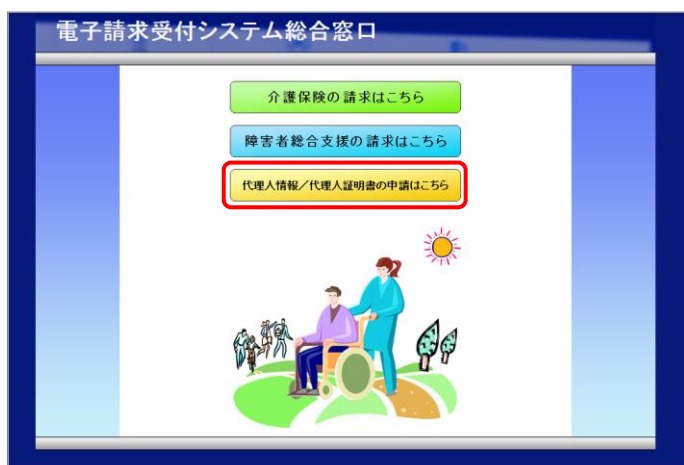 電子請求受付システム総合窓口
介護保険の請求はこちら
障害者総合支援の請求はこちら
代理人情報／代理人証明書の申請はこちら